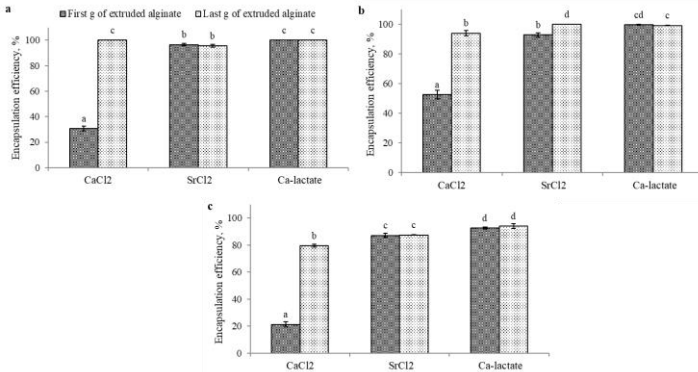 a
First g of extruded alginate Last g of extruded alginate
Encapsulation efficiency, %
100
80
60
40
20
0
a
c
b b
c c
CaCl2 SrCl2 Ca-lactate
b
Encapsulation efficiency, %
100
80
60
40
20
0
a
b
b
d
cd c
CaCl2 SrCl2 Ca-lactate
c
Encapsulation efficiency, %
100
80
60
40
20
0
a
b
c c
d d
CaCl2 SrCl2 Ca-lactate